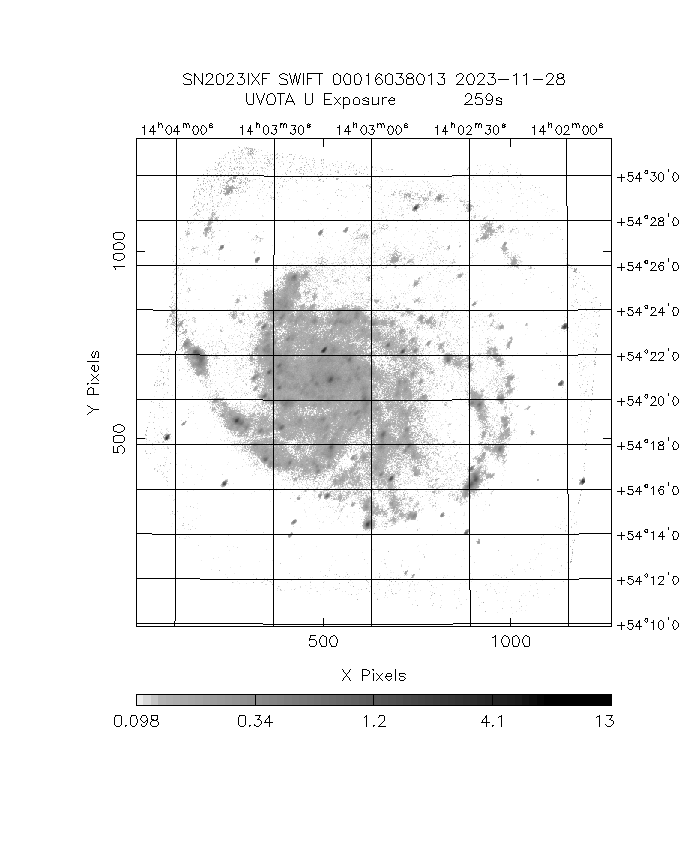 SN2023IXF SWIFT 00016038013 2023-11-28
UVOTA U Exposure 259s
14ʰ04ᵐ00ˢ 14ʰ03ᵐ30ˢ 14ʰ03ᵐ00ˢ 14ʰ02ᵐ30ˢ 14ʰ02ᵐ00ˢ
+54°30'0
+54°28'0
+54°26'0
+54°24'0
+54°22'0
+54°20'0
+54°18'0
+54°16'0
+54°14'0
+54°12'0
+54°10'0
1000
Y Pixels
500
500 1000
X Pixels
0.098 0.34 1.2 4.1 13